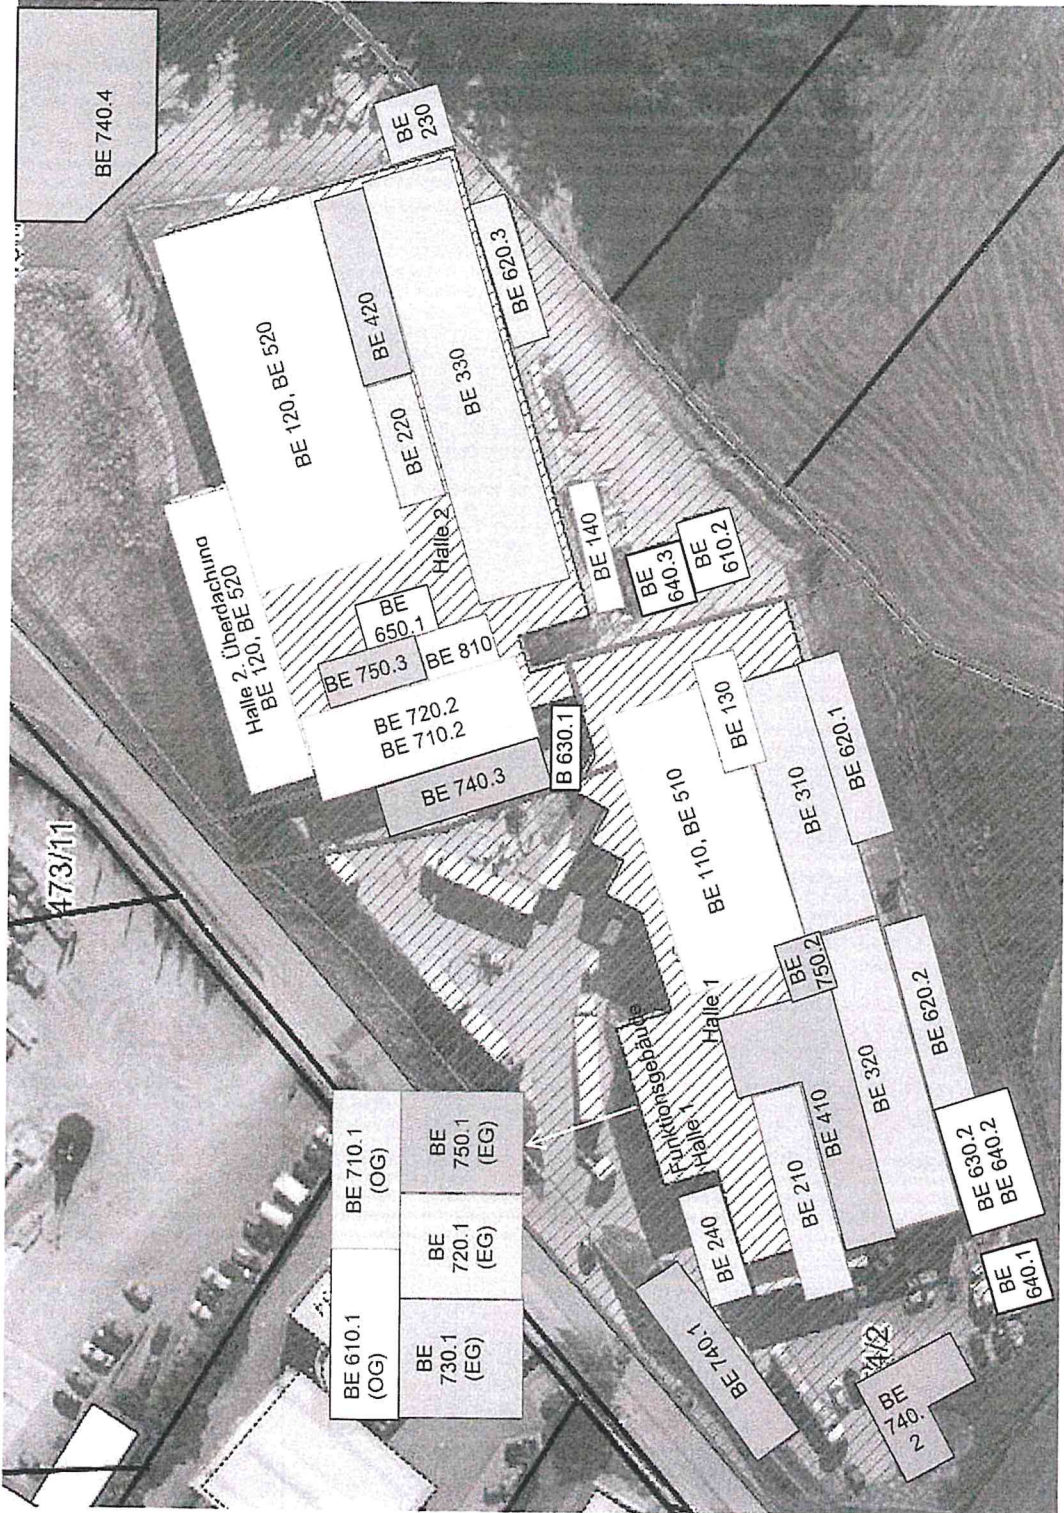 BE 740.4
BE
230
BE 120, BE 520
BE 420
BE 220
BE 330
BE 620.3
Halle 2, Überdachung
BE 120, BE 520
Halle 2
BE
650.1
BE 750.3
BE 810
BE 720.2
BE 710.2
BE 740.3
B 630.1
BE 140
BE
640.3
BE
610.2
473/11
BE 110, BE 510
BE 130
BE 310
BE 620.1
BE
750.2
Halle 1
BE 410
BE 320
BE 620.2
BE 210
BE 240
Funktionsgebäude
Halle 1
BE 610.1
(OG)
BE 710.1
(OG)
BE
730.1
(EG)
BE
720.1
(EG)
BE
750.1
(EG)
BE 630.2
BE 640.2
BE
640.1
BE 740.1
BE
740.
2
4/2